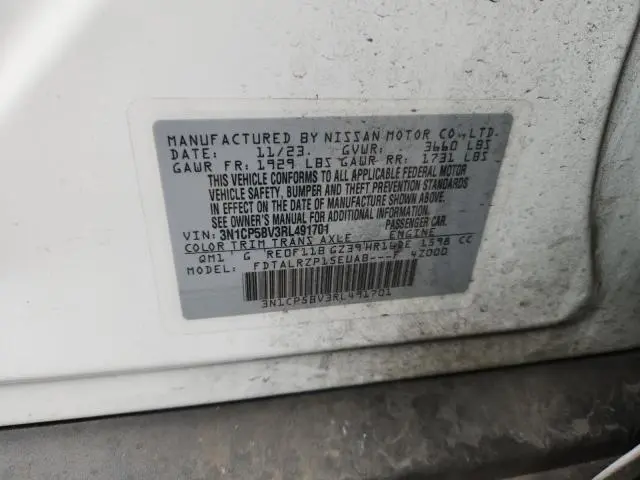 MANUFACTURED BY NISSAN MOTOR CO.,LTD.
DATE: 11/23. GVWR: 3660 LBS
GAWR FR: 1929 LBS GAWR RR: 1731 LBS
THIS VEHICLE CONFORMS TO ALL APPLICABLE FEDERAL MOTOR
VEHICLE SAFETY, BUMPER AND THEFT PREVENTION STANDARDS
IN EFFECT ON THE DATE OF MANUFACTURE SHOWN ABOVE.
SEE OWNER'S MANUAL FOR ADDITIONAL INFORMATION.
VIN: 3N1CP5BV3RL491701 PASSENGER CAR.
COLOR TRIM TRANS AXLE ENGINE
QM1 G RE0F11B GZ39 HR16DE 1598 CC
MODEL: FDTALRZP15EUAB---F 4Z000
3N1CP5BV3RL491701